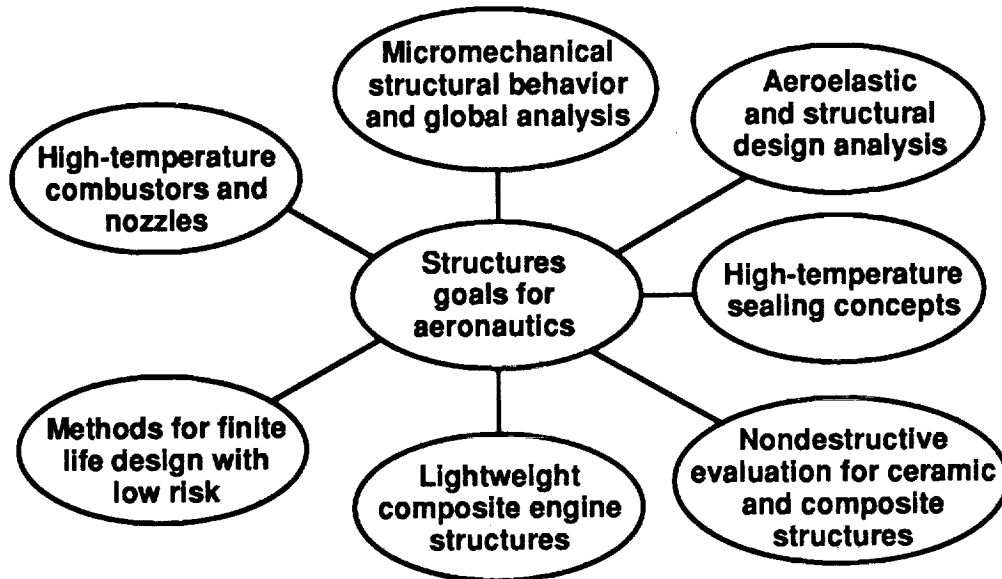 Micromechanical
structural behavior
and global analysis
Aeroelastic
and structural
design analysis
High-temperature
combustors and
nozzles
Structures
goals for
aeronautics
High-temperature
sealing concepts
Methods for finite
life design with
low risk
Lightweight
composite engine
structures
Nondestructive
evaluation for ceramic
and composite
structures